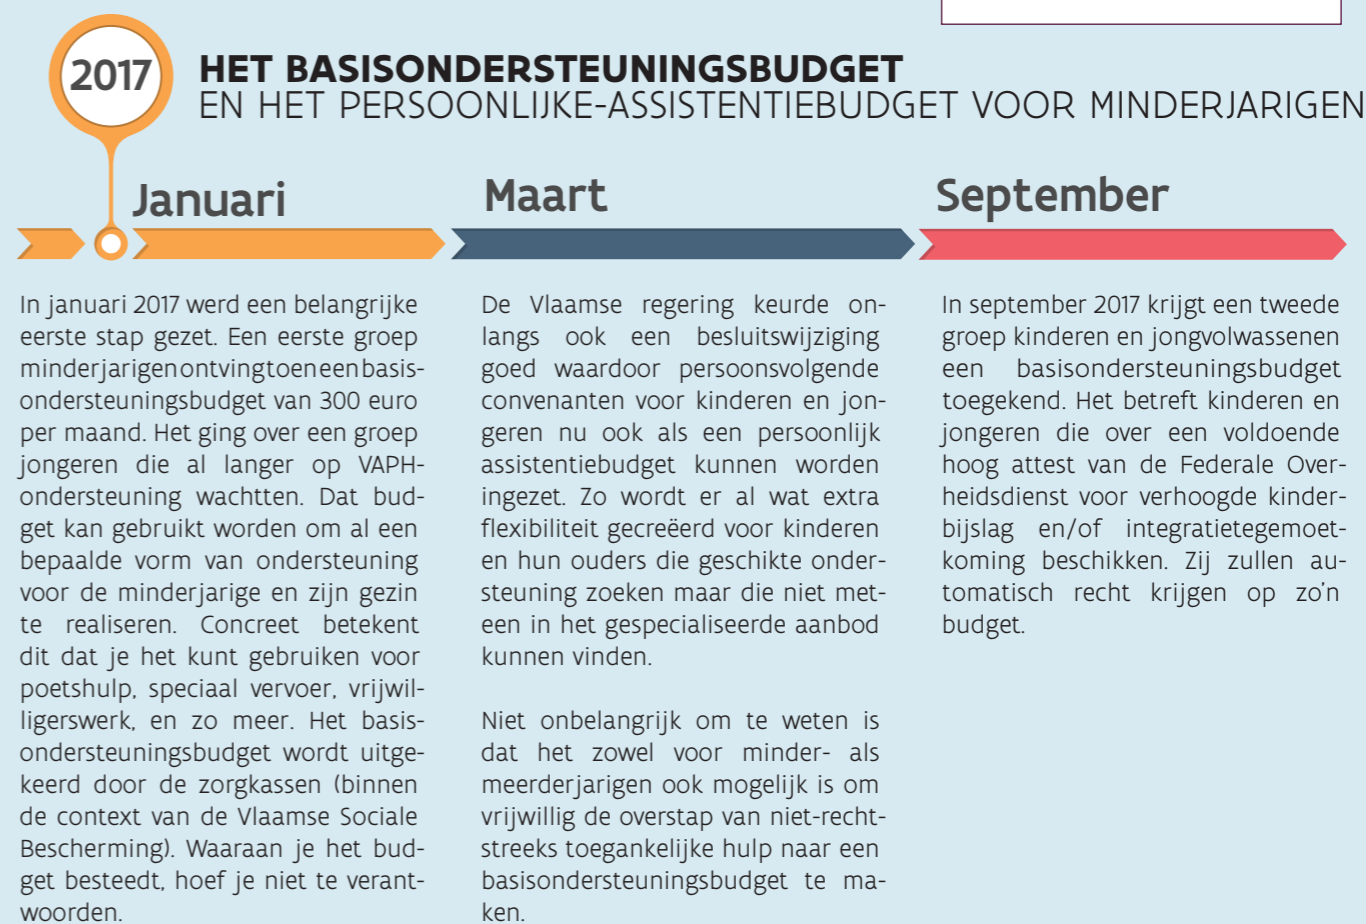 2017
HET BASISONDERSTEUNINGSBUDGET
EN HET PERSOONLIJKE-ASSISTENTIEBUDGET VOOR MINDERJARIGEN
Januari
In januari 2017 werd een belangrijke
eerste stap gezet. Een eerste groep
minderjarigen ontving toen een basis-
ondersteuningsbudget van 300 euro
per maand. Het ging over een groep
jongeren die al langer op VAPH-
ondersteuning wachtten. Dat bud-
get kan gebruikt worden om al een
bepaalde vorm van ondersteuning
voor de minderjarige en zijn gezin
te realiseren. Concreet betekent
dit dat je het kunt gebruiken voor
poetshulp, speciaal vervoer, vrijwil-
ligerswerk, en zo meer. Het basis-
ondersteuningsbudget wordt uitge-
keerd door de zorgkassen (binnen
de context van de Vlaamse Sociale
Bescherming). Waaraan je het bud-
get besteedt, hoef je niet te verant-
woorden.
Maart
De Vlaamse regering keurde on-
langs ook een besluitswijziging
goed waardoor persoonsvolgende
convenanten voor kinderen en jon-
geren nu ook als een persoonlijk
assistentiebudget kunnen worden
ingezet. Zo wordt er al wat extra
flexibiliteit gecreëerd voor kinderen
en hun ouders die geschikte onder-
steuning zoeken maar die niet met-
een in het gespecialiseerde aanbod
kunnen vinden.
Niet onbelangrijk om te weten is
dat het zowel voor minder- als
meerderjarigen ook mogelijk is om
vrijwillig de overstap van niet-recht-
streeks toegankelijke hulp naar een
basisondersteuningsbudget te ma-
ken.
September
In september 2017 krijgt een tweede
groep kinderen en jongvolwassenen
een basisondersteuningsbudget
toegekend. Het betreft kinderen en
jongeren die over een voldoende
hoog attest van de Federale Over-
heidsdienst voor verhoogde kinder-
bijslag en/of integratietegemoet-
koming beschikken. Zij zullen au-
tomatisch recht krijgen op zo'n
budget.